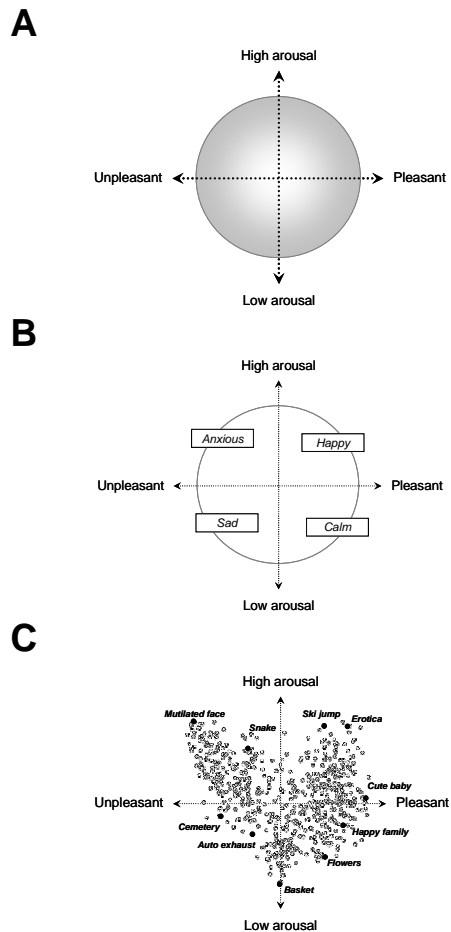 A
High arousal
Unpleasant
Pleasant
Low arousal
B
High arousal
Anxious
Happy
Unpleasant
Pleasant
Sad
Calm
Low arousal
C
High arousal
Mutilated face
Ski jump
Erotica
Snake
Cute baby
Unpleasant
Pleasant
Cemetery
Happy family
Auto exhaust
Flowers
Basket
Low arousal